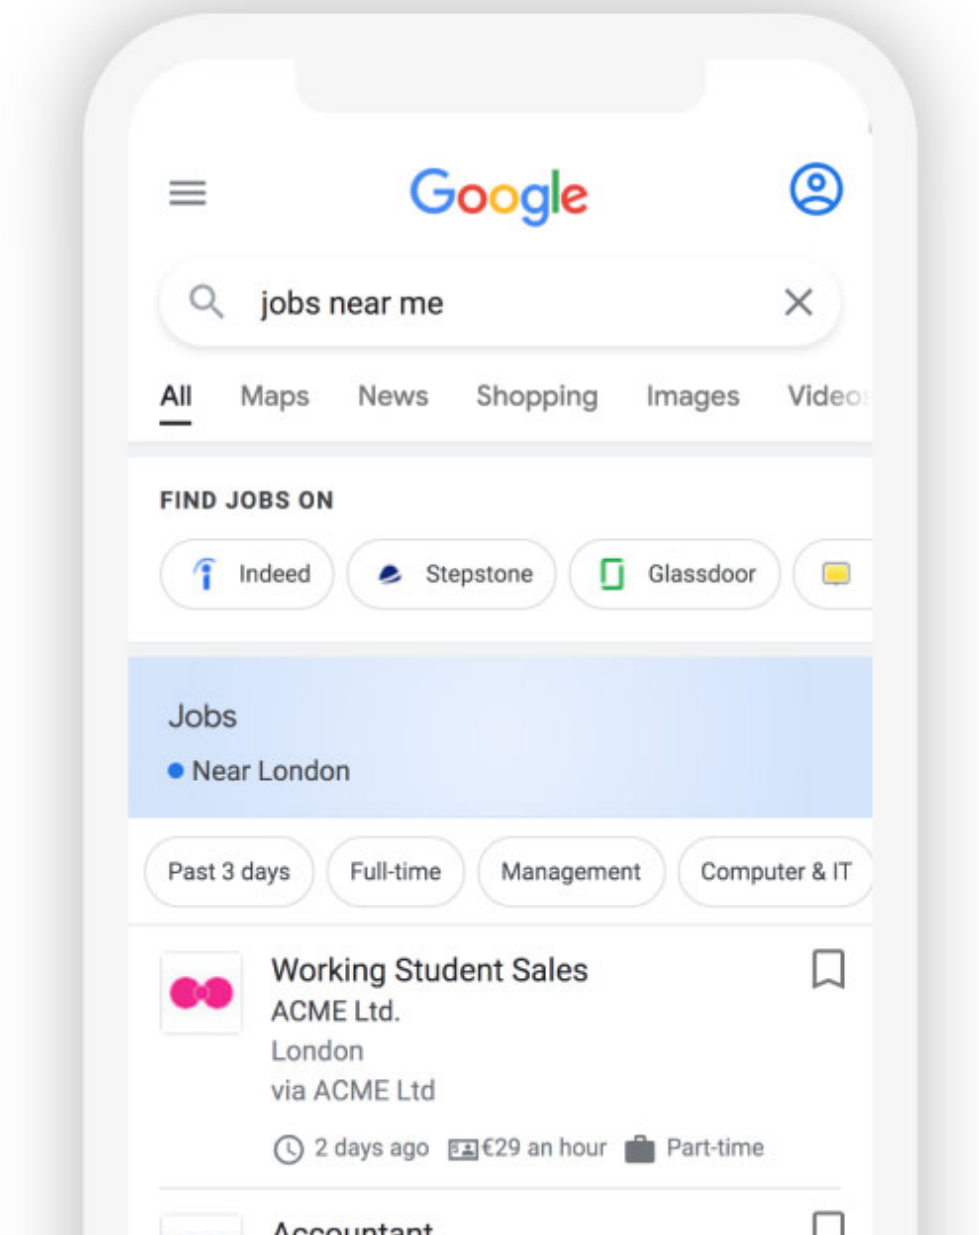 Google
jobs near me
All Maps News Shopping Images Videos
FIND JOBS ON
Indeed Stepstone Glassdoor
Jobs
Near London
Past 3 days Full-time Management Computer & IT
Working Student Sales
ACME Ltd.
London
via ACME Ltd
2 days ago €29 an hour Part-time
Accountant